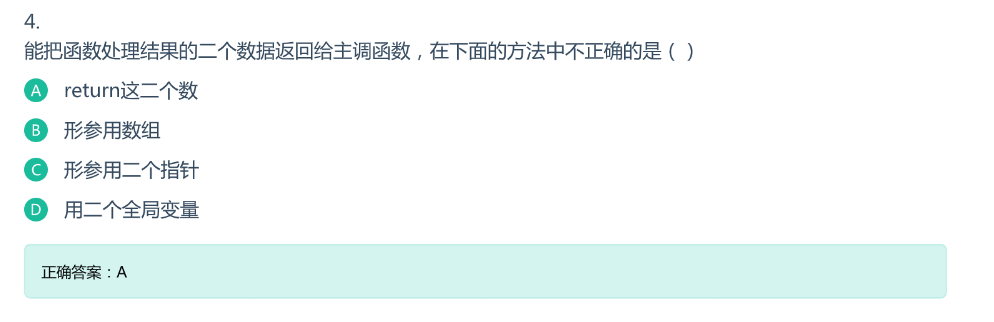 4.
能把函数处理结果的二个数据返回给主调函数，在下面的方法中不正确的是（ ）
A return这二个数
B 形参用数组
C 形参用二个指针
D 用二个全局变量
正确答案：A